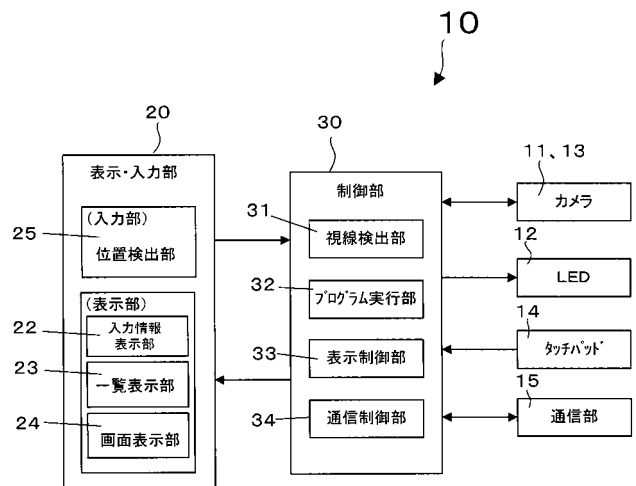 10
20
表示・入力部
(入力部)
25
位置検出部
(表示部)
22
入力情報
表示部
23
一覧表示部
24
画面表示部
30
制御部
31
視線検出部
32
プログラム実行部
33
表示制御部
34
通信制御部
11、13
カメラ
12
LED
14
タッチパッド
15
通信部